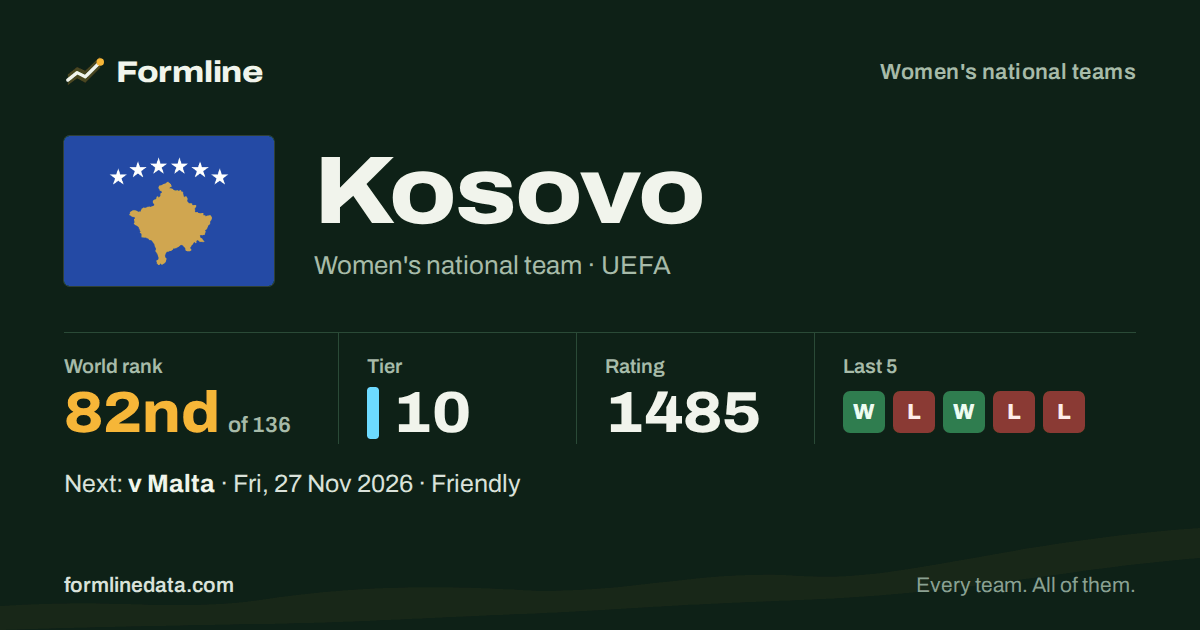 Formline
Women's national teams
Kosovo
Women's national team · UEFA
World rank
82nd of 136
Tier
10
Rating
1485
Last 5
W L W L L
Next: v Malta · Fri, 27 Nov 2026 · Friendly
formlinedata.com
Every team. All of them.